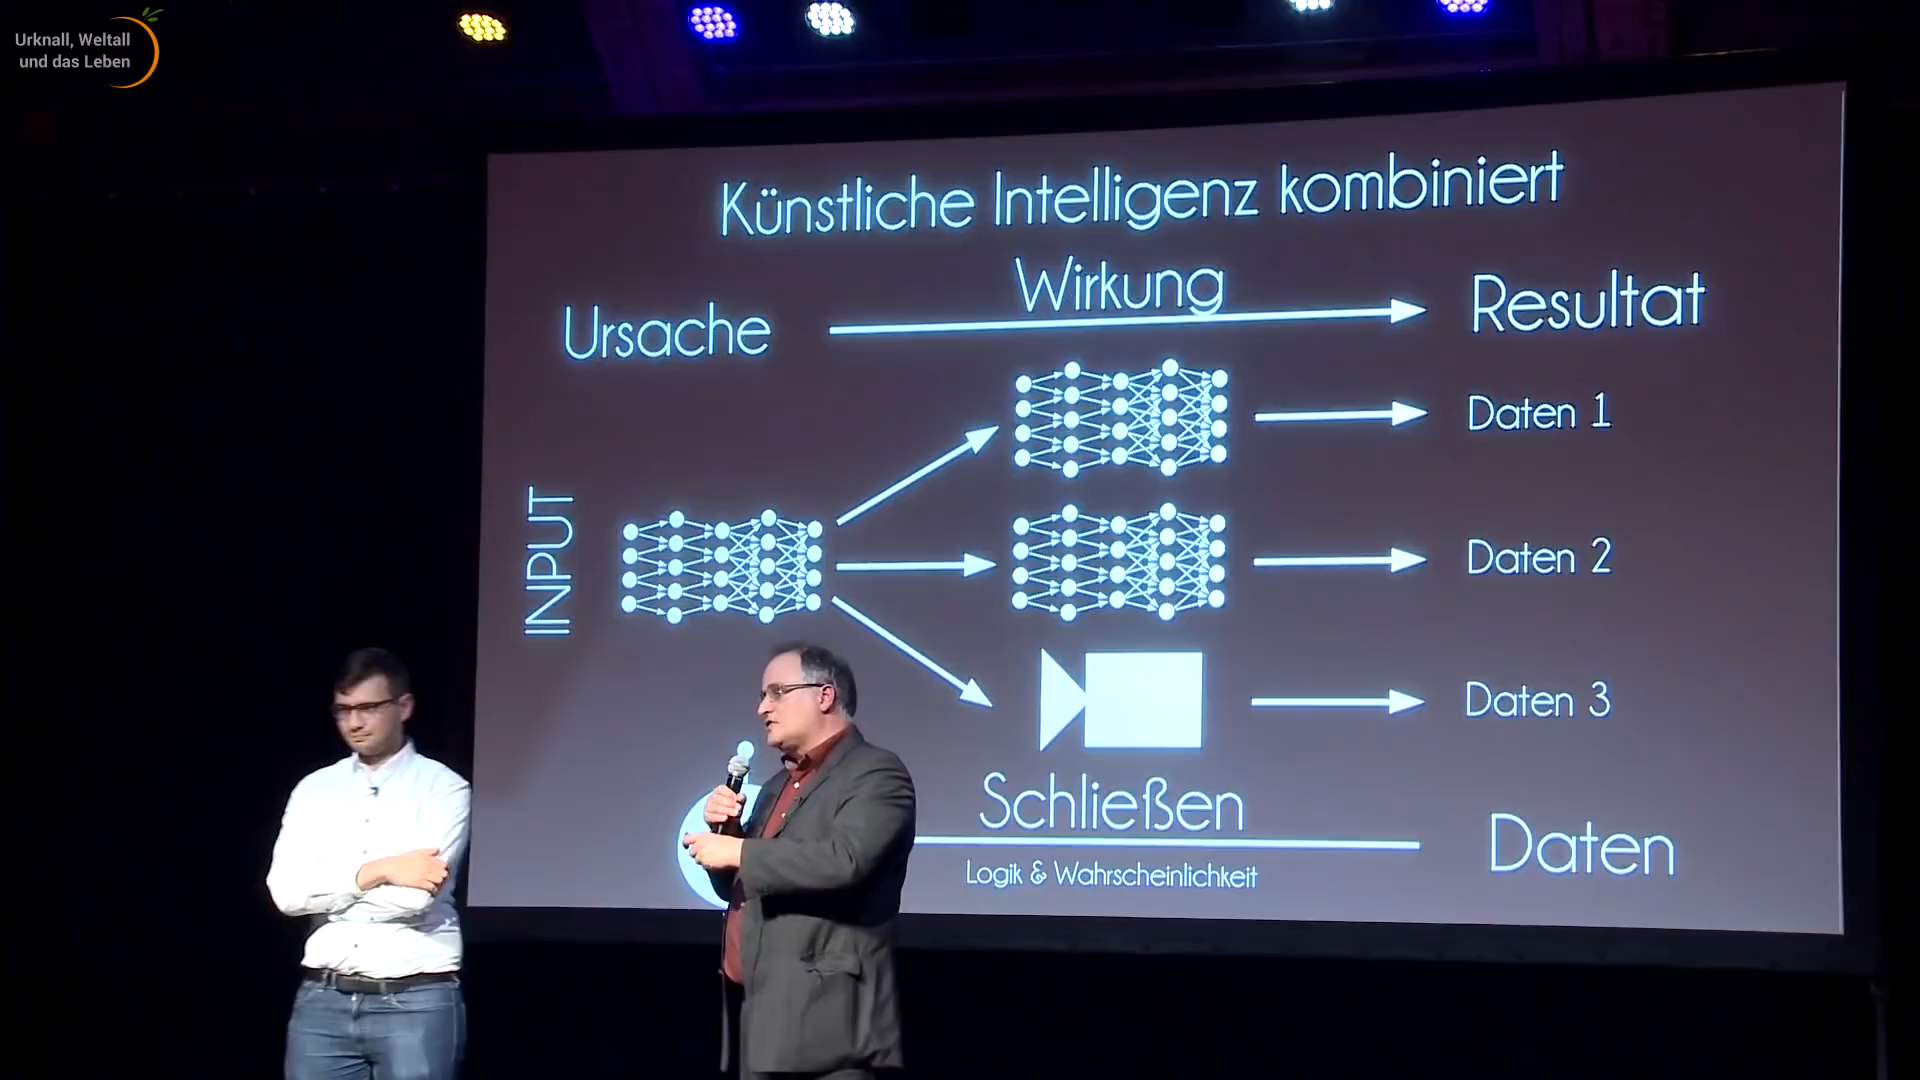 Urknall, Weltall
und das Leben
Künstliche Intelligenz kombiniert
Ursache
Wirkung
Resultat
INPUT
Daten 1
Daten 2
Daten 3
Schließen
Logik & Wahrscheinlichkeit
Daten